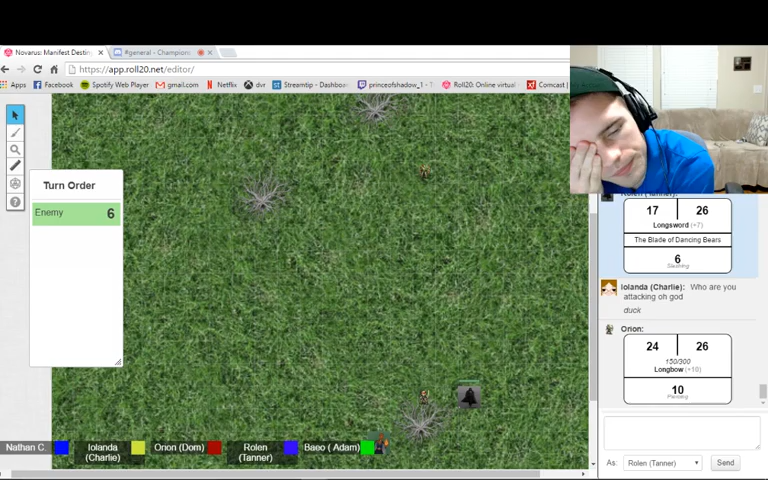 Novarus: Manifest Destin
#general - Champion
https://app.roll20.net/editor/
Apps
Facebook
Spotify Web Player
gmail.com
Netflix
dvr
Streamtip - Dashboa
princeofshadow_1 - T
Roll20: Online virtual
Comcast
Turn Order
Enemy 6
Rolen (Tanner):
17 26
Longsword (+7)
The Blade of Dancing Bears
6
Slashing
Iolanda (Charlie): Who are you
attacking oh god
duck
Orion:
24 26
150/300
Longbow (+10)
10
Piercing
Nathan C.
Iolanda
(Charlie)
Orion (Dom)
Rolen
(Tanner)
Baeo ( Adam)
As: Rolen (Tanner)
Send